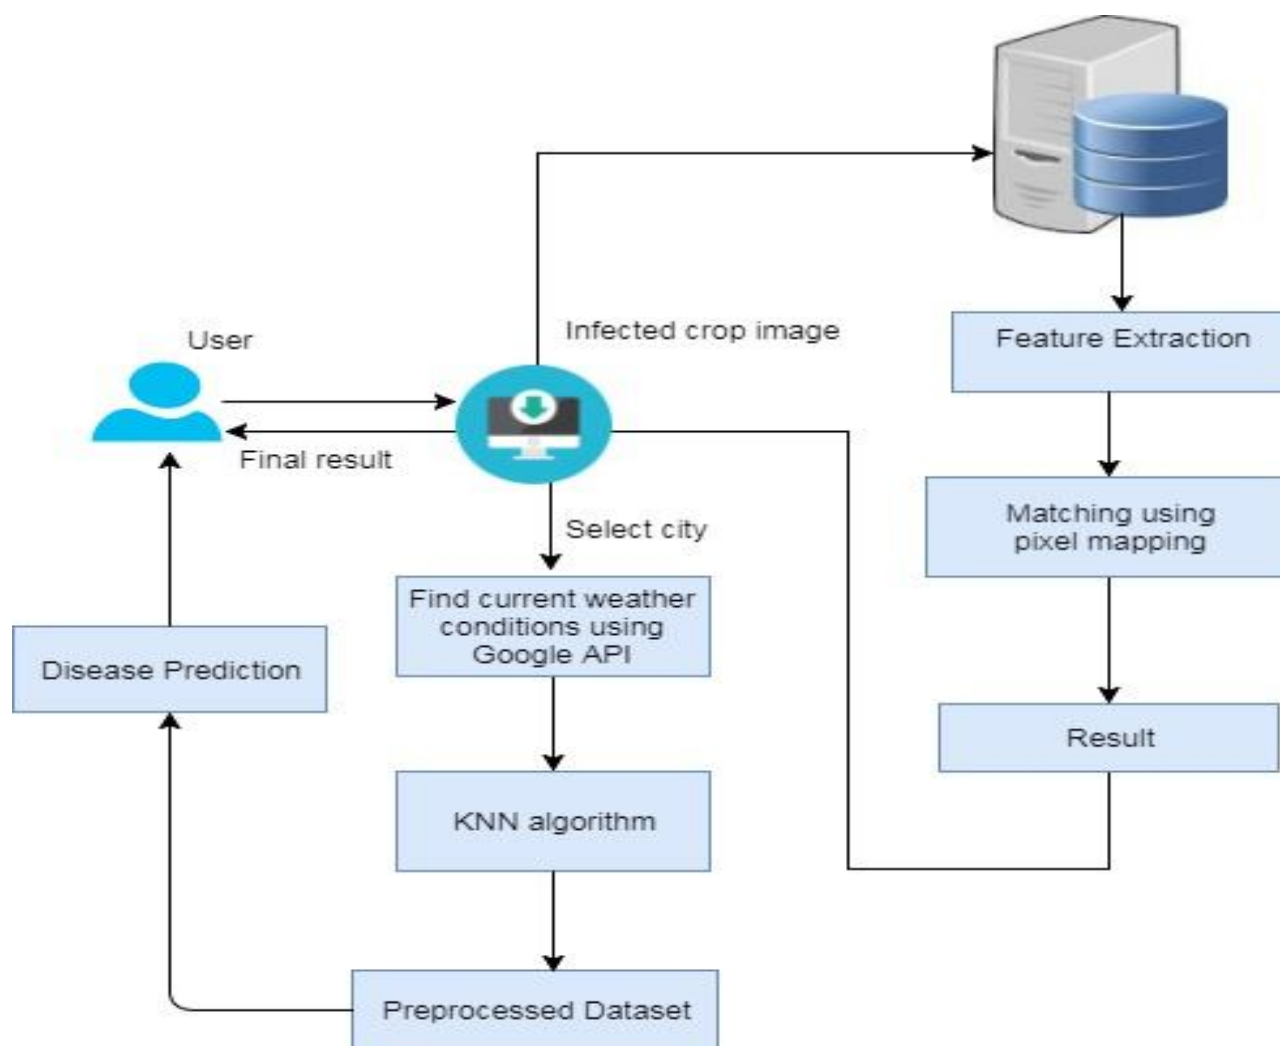 User
Infected crop image
Feature Extraction
Final result
Matching using
pixel mapping
Select city
Find current weather
conditions using
Google API
Disease Prediction
Result
KNN algorithm
Preprocessed Dataset